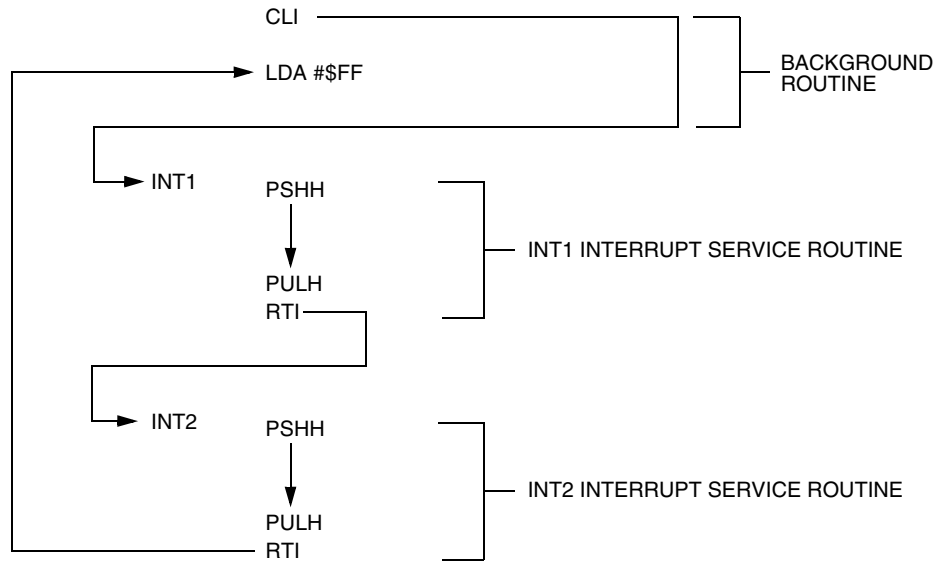 CLI
LDA #$FF
BACKGROUND
ROUTINE
INT1
PSHH
INT1 INTERRUPT SERVICE ROUTINE
PULH
RTI
INT2
PSHH
INT2 INTERRUPT SERVICE ROUTINE
PULH
RTI